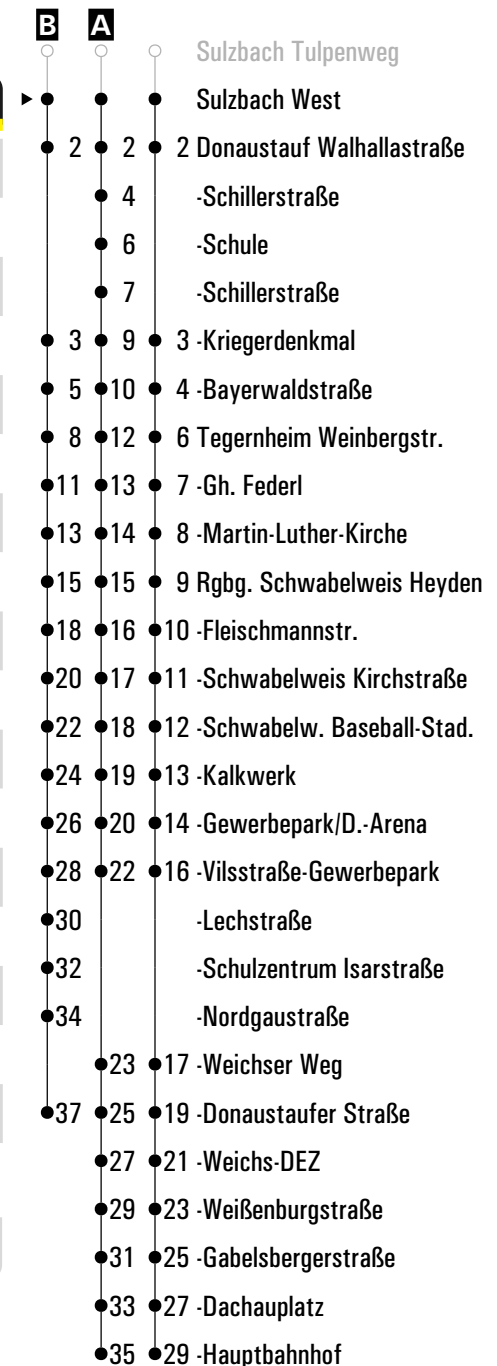 B A
Sulzbach Tulpenweg
Sulzbach West
2 2 2 Donaustauf Walhallastraße
4 -Schillerstraße
6 -Schule
7 -Schillerstraße
3 9 3 -Kriegerdenkmal
5 10 4 -Bayerwaldstraße
8 12 6 Tegernheim Weinbergstr.
11 13 7 -Gh. Federl
13 14 8 -Martin-Luther-Kirche
15 15 9 Rgbg. Schwabelweis Heyden
18 16 10 -Fleischmannstr.
20 17 11 -Schwabelweis Kirchstraße
22 18 12 -Schwabelw. Baseball-Stad.
24 19 13 -Kalkwerk
26 20 14 -Gewerbepark/D.-Arena
28 22 16 -Vilsstraße-Gewerbepark
30 -Lechstraße
32 -Schulzentrum Isarstraße
34 -Nordgaustraße
23 17 -Weichser Weg
37 25 19 -Donaustaufer Straße
27 21 -Weichs-DEZ
29 23 -Weißenburgstraße
31 25 -Gabelsbergerstraße
33 27 -Dachauplatz
35 29 -Hauptbahnhof